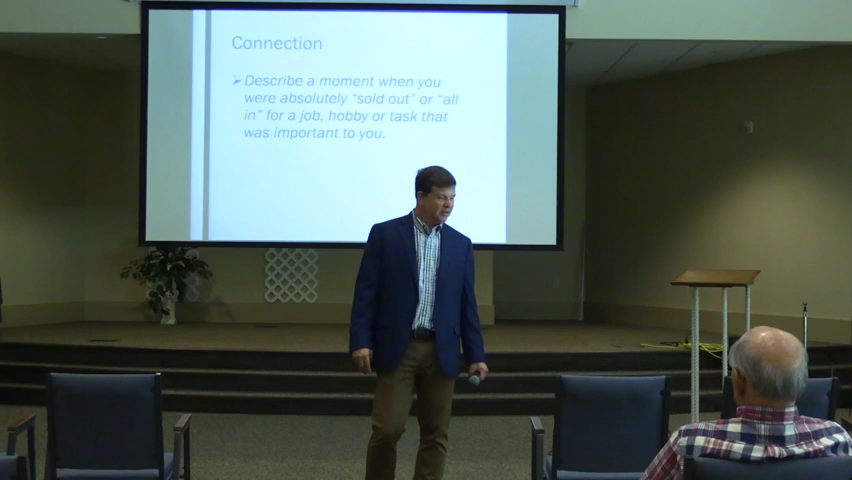 Connection
➢Describe a moment when you
were absolutely “sold out” or “all
in” for a job, hobby or task that
was important to you.